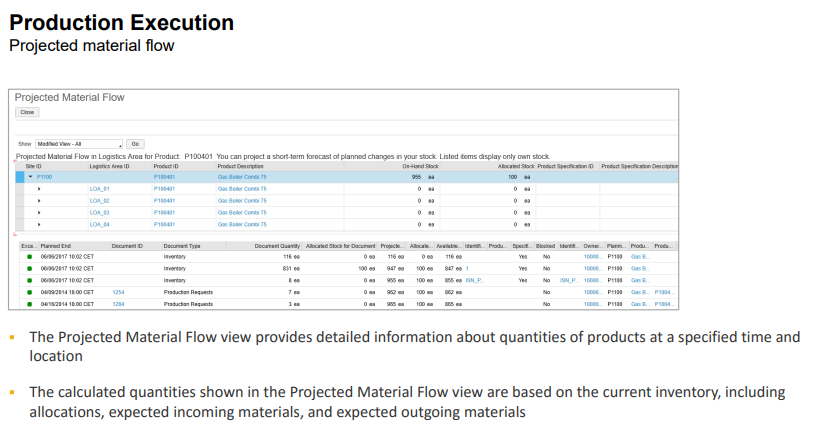 Production Execution
Projected material flow
Projected Material Flow
Close
Show Modified View - All Go
Projected Material Flow in Logistics Area for Product: P100401 You can project a short-term forecast of planned changes in your stock. Listed items display only own stock.
Site ID Logistics Area ID Product ID Product Description On-Hand Stock Allocated Stock Product Specification ID Product Specification Description
P1100 P100401 Gas Boiler Combi 75 955 ea 100 ea
LOA_01 P100401 Gas Boiler Combi 75 0 ea 0 ea
LOA_02 P100401 Gas Boiler Combi 75 0 ea 0 ea
LOA_03 P100401 Gas Boiler Combi 75 0 ea 0 ea
LOA_04 P100401 Gas Boiler Combi 75 0 ea 0 ea
Exce... Planned End Document ID Document Type Document Quantity Allocated Stock for Document Projecte... Allocate... Available... Identifi... Produ... Specifi... Blocked Identifi... Owner... Planni... Produ... Produ...
06/06/2017 10:02 CET Inventory 116 ea 0 ea 116 ea 0 ea 116 ea Yes No 10000... P1100 Gas B...
06/06/2017 10:02 CET Inventory 831 ea 100 ea 947 ea 100 ea 847 ea 1 Yes No 10000... P1100 Gas B...
06/06/2017 10:02 CET Inventory 8 ea 0 ea 955 ea 100 ea 855 ea ISN_P... Yes No ISN_P... 10000... P1100 Gas B...
04/09/2014 18:00 CET 1254 Production Requests 7 ea 0 ea 962 ea 100 ea 862 ea No 10000... P1100 Gas B... P1004...
04/16/2014 18:00 CET 1284 Production Requests 3 ea 0 ea 965 ea 100 ea 865 ea No 10000... P1100 Gas B... P1004...
The Projected Material Flow view provides detailed information about quantities of products at a specified time and
location
The calculated quantities shown in the Projected Material Flow view are based on the current inventory, including
allocations, expected incoming materials, and expected outgoing materials